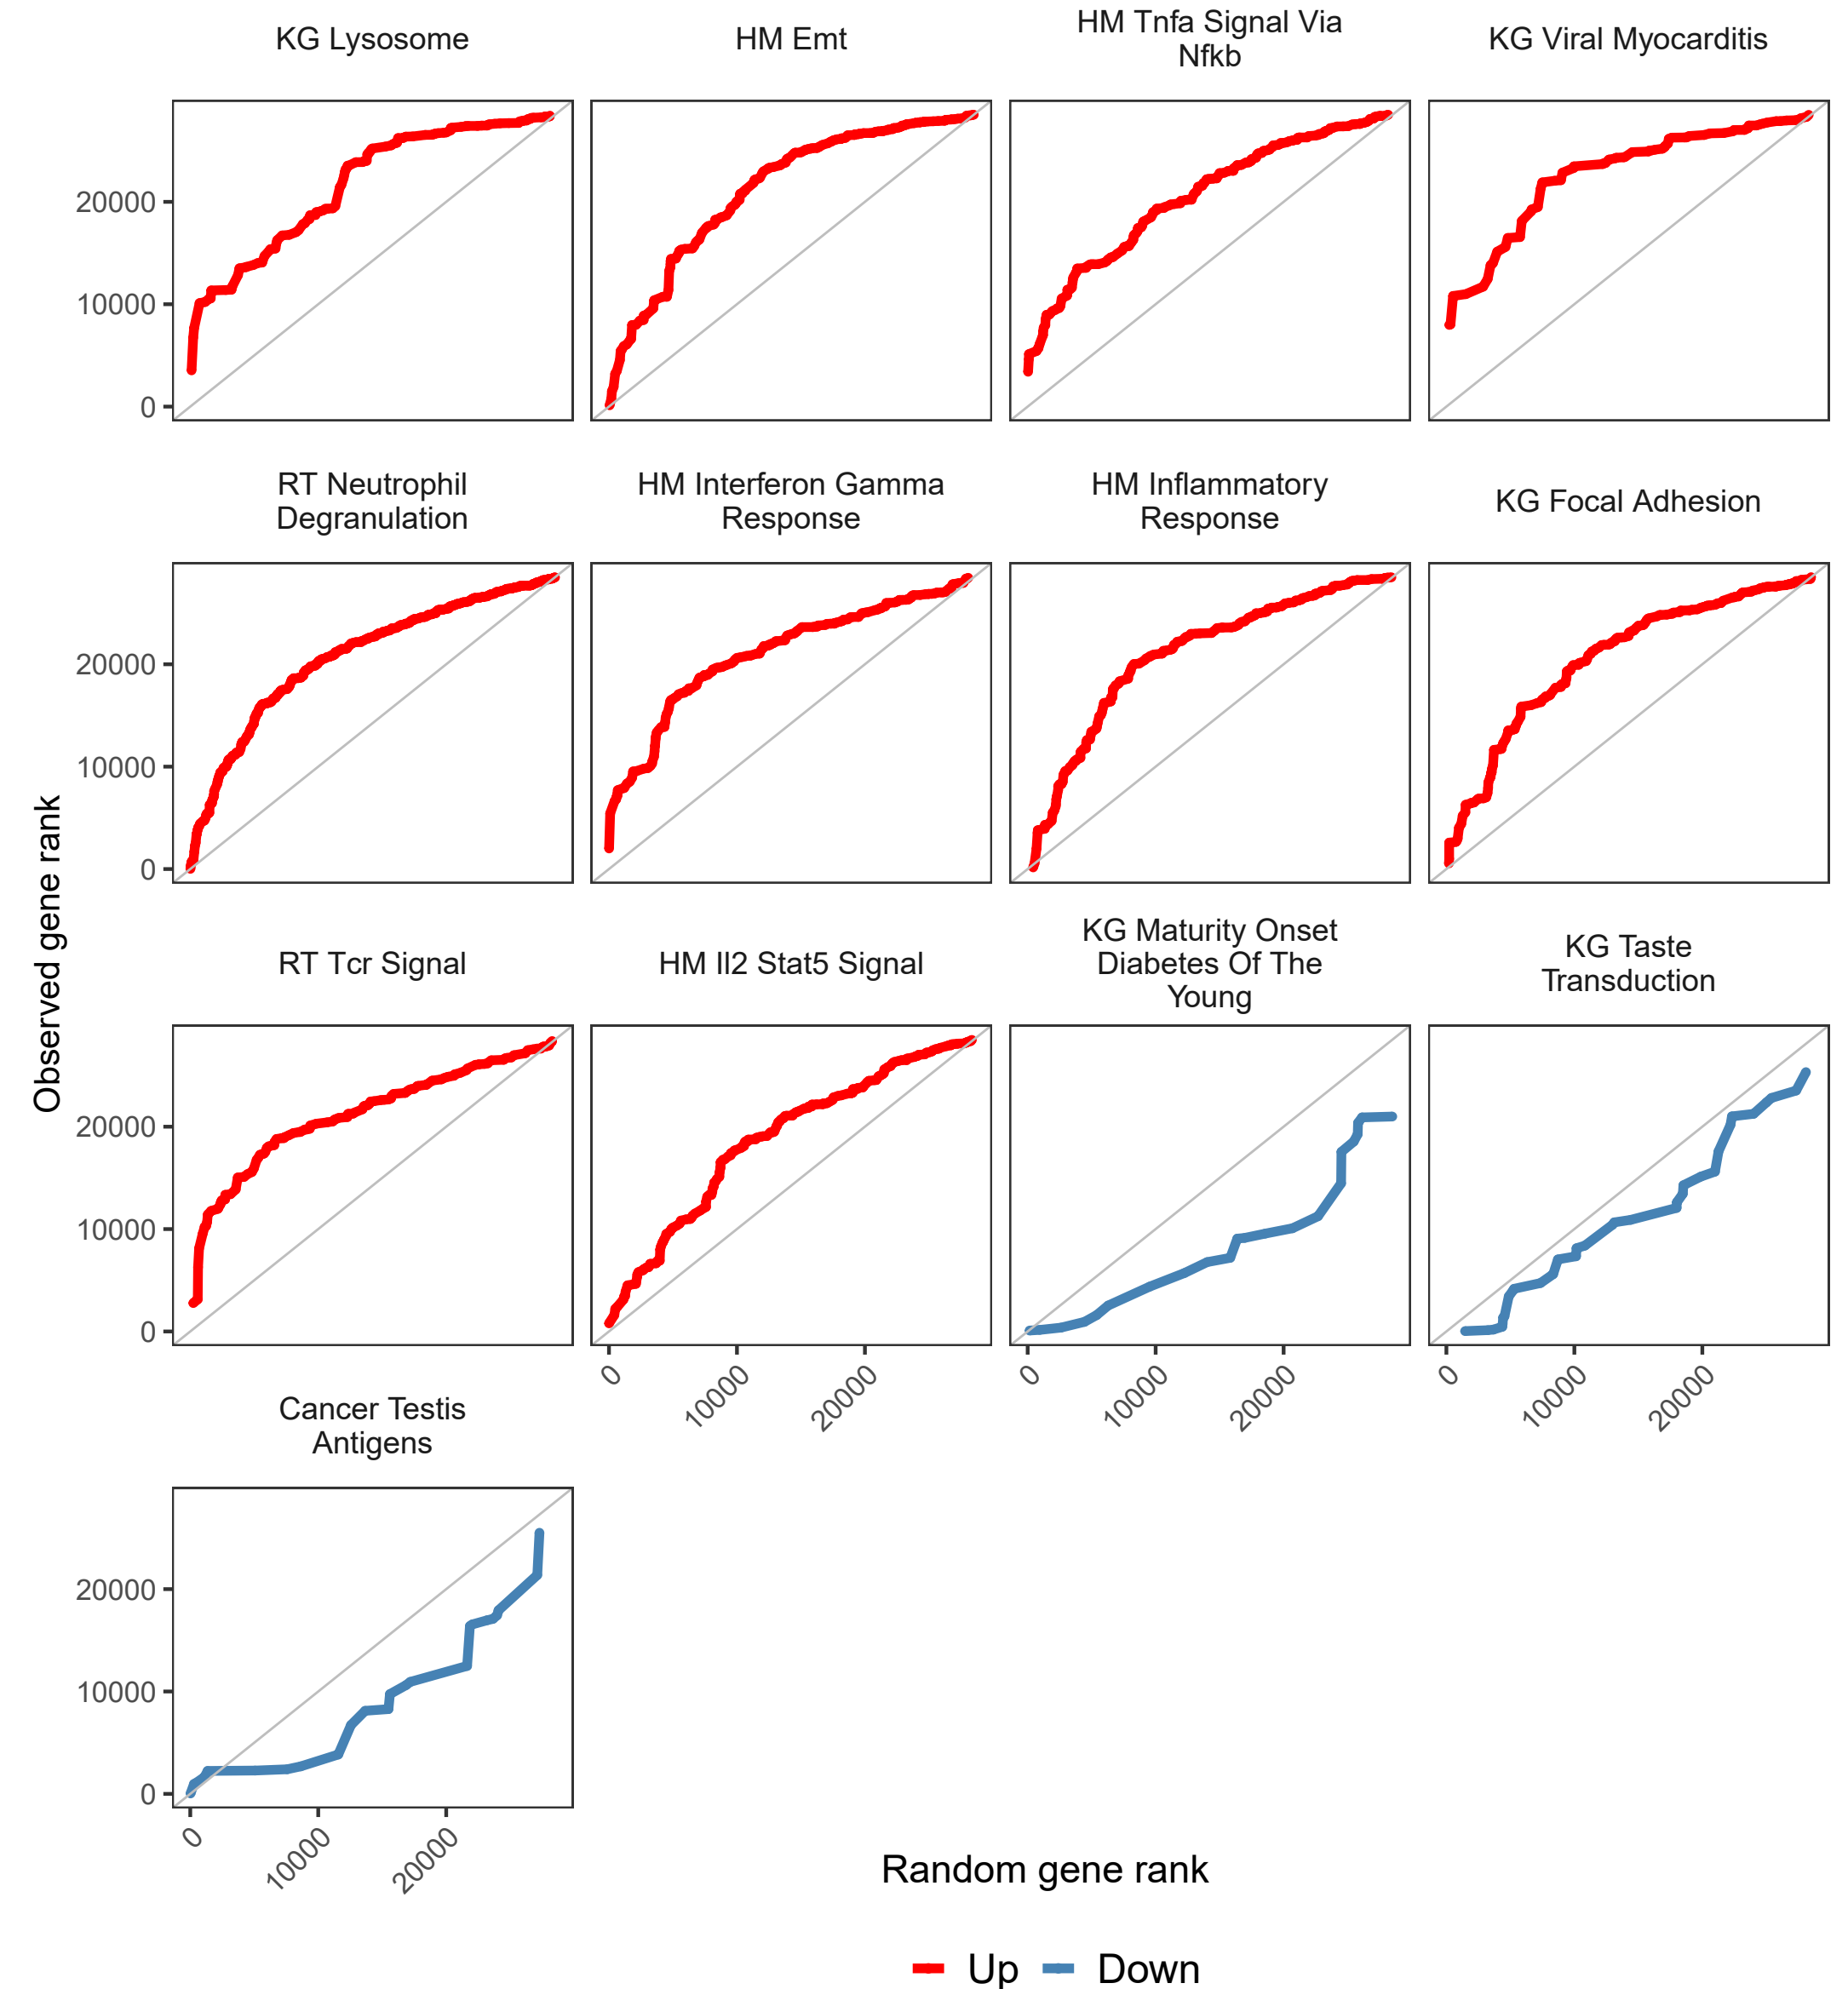 KG Lysosome
HM Emt
HM Tnfa Signal Via
Nfkb
KG Viral Myocarditis
20000
10000
0
RT Neutrophil
Degranulation
HM Interferon Gamma
Response
HM Inflammatory
Response
KG Focal Adhesion
20000
10000
0
Observed gene rank
RT Tcr Signal
HM Il2 Stat5 Signal
KG Maturity Onset
Diabetes Of The
Young
KG Taste
Transduction
20000
10000
0
0
10000
20000
0
10000
20000
0
10000
20000
Cancer Testis
Antigens
20000
10000
0
0
10000
20000
Random gene rank
Up
Down